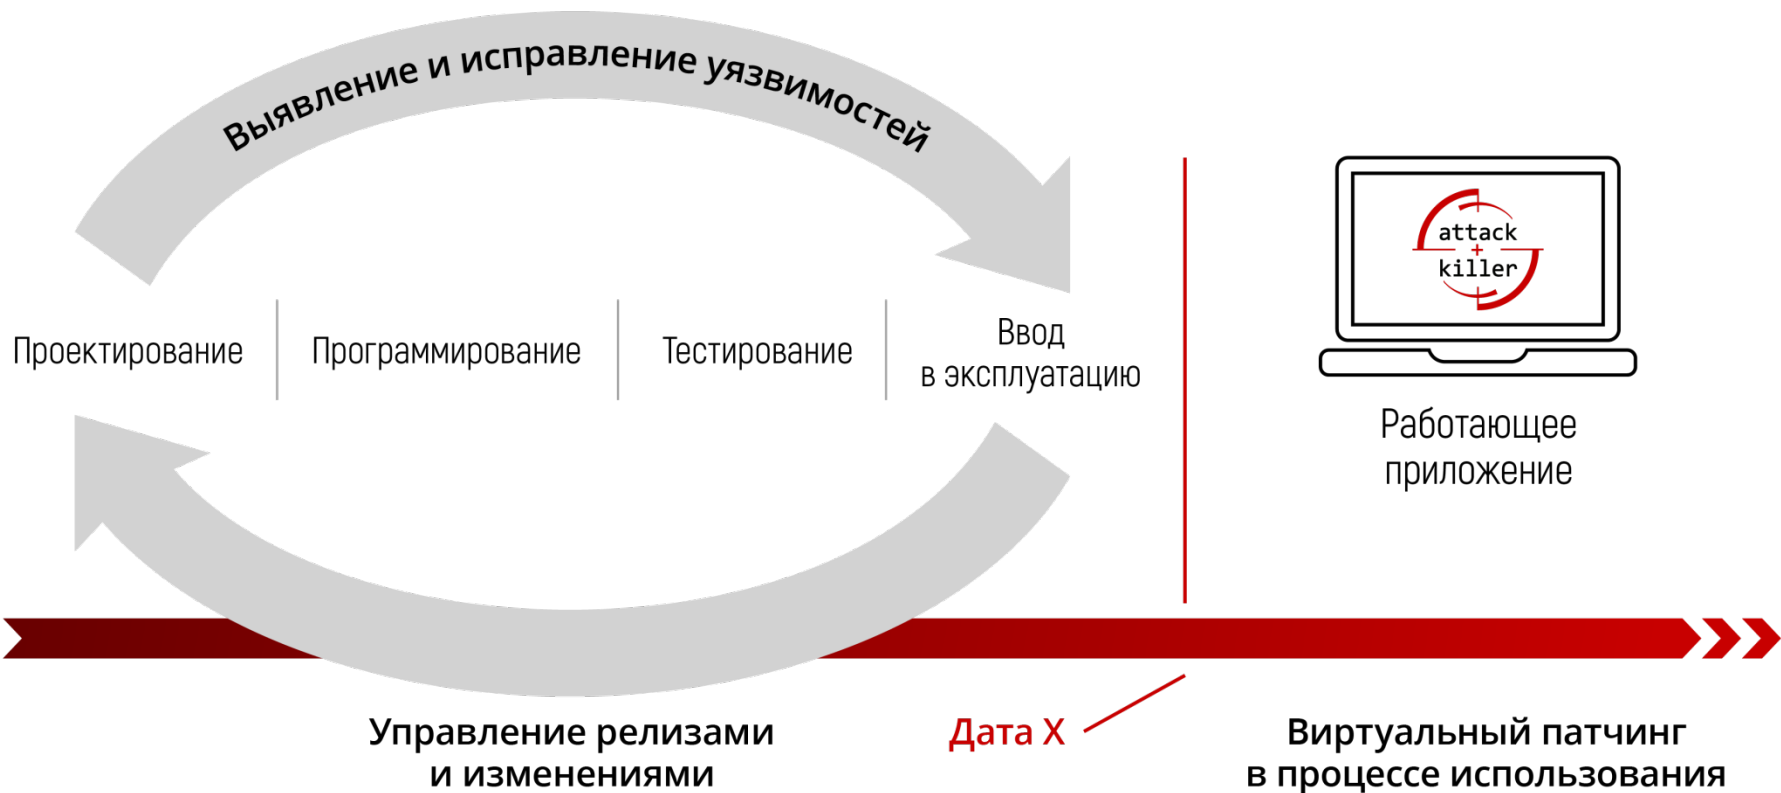 Выявление и исправление уязвимостей
Проектирование
Программирование
Тестирование
Ввод
в эксплуатацию
attack
killer
Работающее
приложение
Управление релизами
и изменениями
Дата X
Виртуальный патчинг
в процессе использования